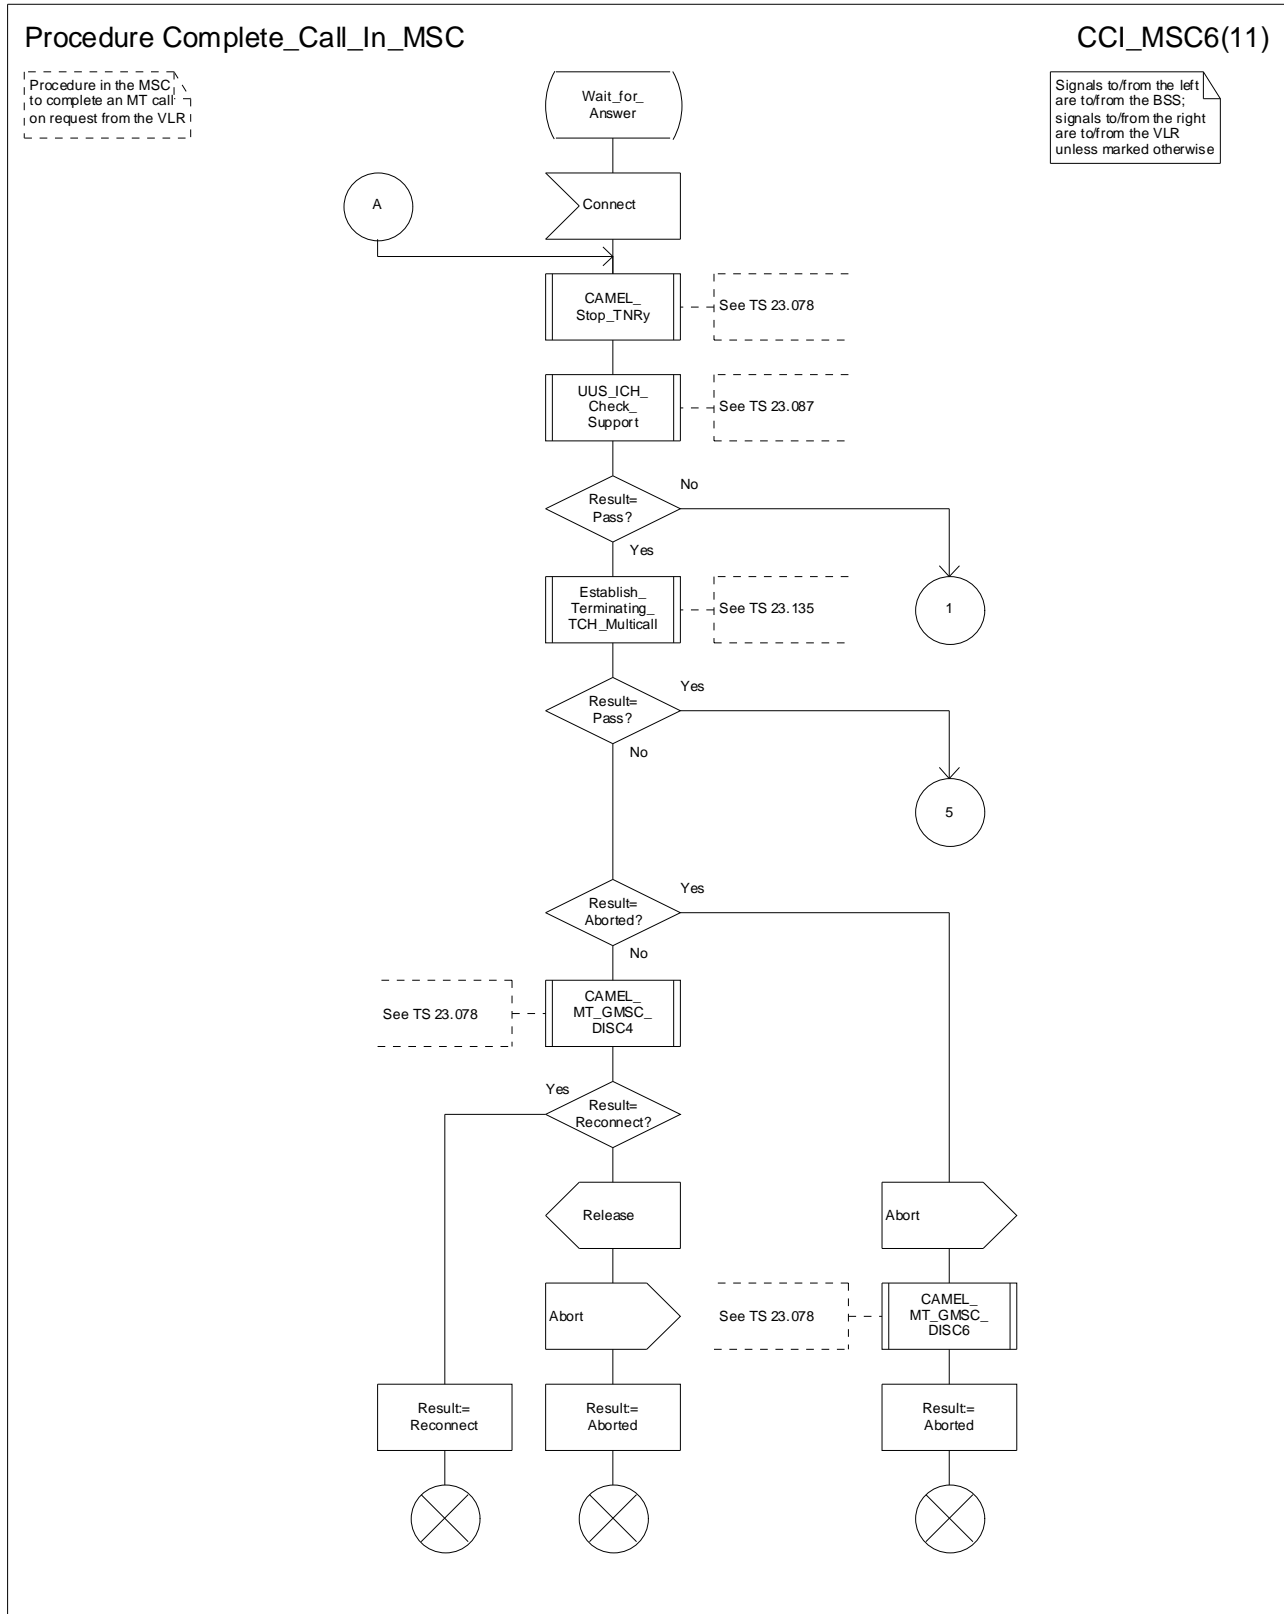 Procedure Complete_Call_In_MSC
CCI_MSC6(11)
Procedure in the MSC
to complete an MT call
on request from the VLR
Signals to/from the left
are to/from the BSS;
signals to/from the right
are to/from the VLR
unless marked otherwise
Wait_for_
Answer
A
Connect
CAMEL_
Stop_TNRy
See TS 23.078
UUS_ICH_
Check_
Support
See TS 23.087
Result=
Pass?
No
Yes
Establish_
Terminating_
TCH_Multicall
See TS 23.135
1
Result=
Pass?
Yes
No
5
Result=
Aborted?
Yes
No
CAMEL_
MT_GMSC_
DISC4
See TS 23.078
Yes
Result=
Reconnect?
Release
Abort
Abort
See TS 23.078
CAMEL_
MT_GMSC_
DISC6
Result:=
Reconnect
Result:=
Aborted
Result:=
Aborted